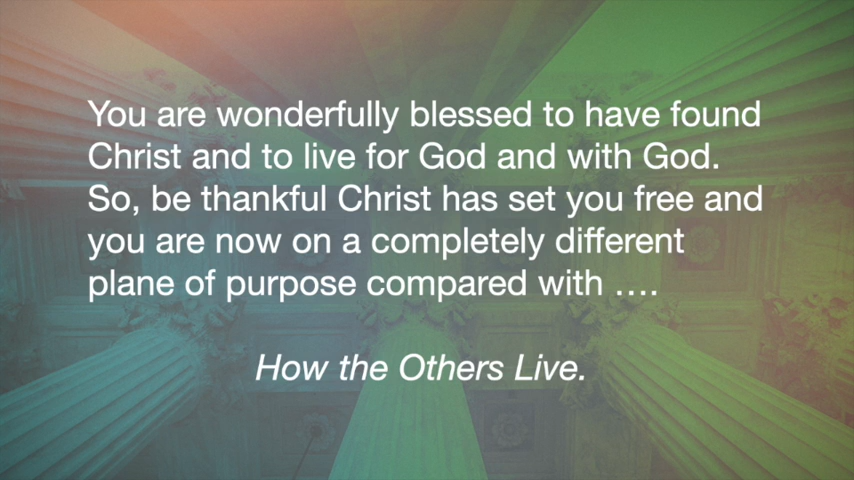 You are wonderfully blessed to have found
Christ and to live for God and with God.
So, be thankful Christ has set you free and
you are now on a completely different
plane of purpose compared with ….
How the Others Live.